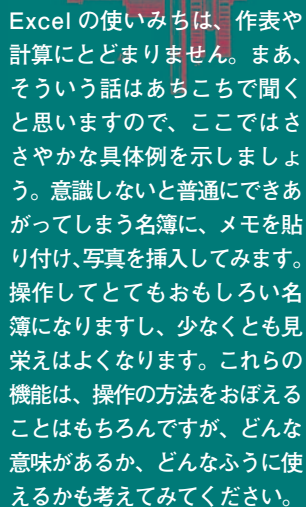 Excel の使いみちは、作表や
計算にとどまりません。まあ、
そういう話はあちこちで聞く
と思いますので、ここではさ
さやかな具体例を示しましょ
う。意識しないと普通にできあ
がってしまう名簿に、メモを貼
り付け、写真を挿入してみます。
操作してとてもおもしろい名
簿になりますし、少なくとも見
栄えはよくなります。これらの
機能は、操作の方法をおぼえる
ことはもちろんですが、どんな
意味があるか、どんなふうに使
えるかも考えてみてください。